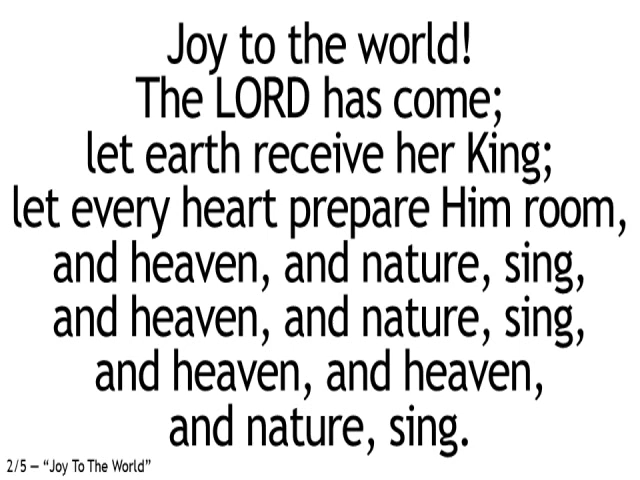 Joy to the world!
The LORD has come;
let earth receive her King;
let every heart prepare Him room,
and heaven, and nature, sing,
and heaven, and nature, sing,
and heaven, and heaven,
and nature, sing.
2/5 – “Joy To The World”